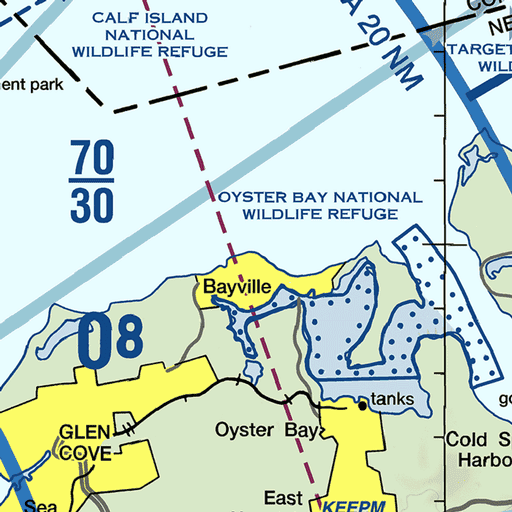 CALF ISLAND
NATIONAL
WILDLIFE REFUGE
A 20 NM
NE
TARGET
WIL
ent park
70
30
OYSTER BAY NATIONAL
WILDLIFE REFUGE
Bayville
08
tanks
GLEN
COVE
Oyster Bay
Cold S
Harbo
Sea
East
KEEPM